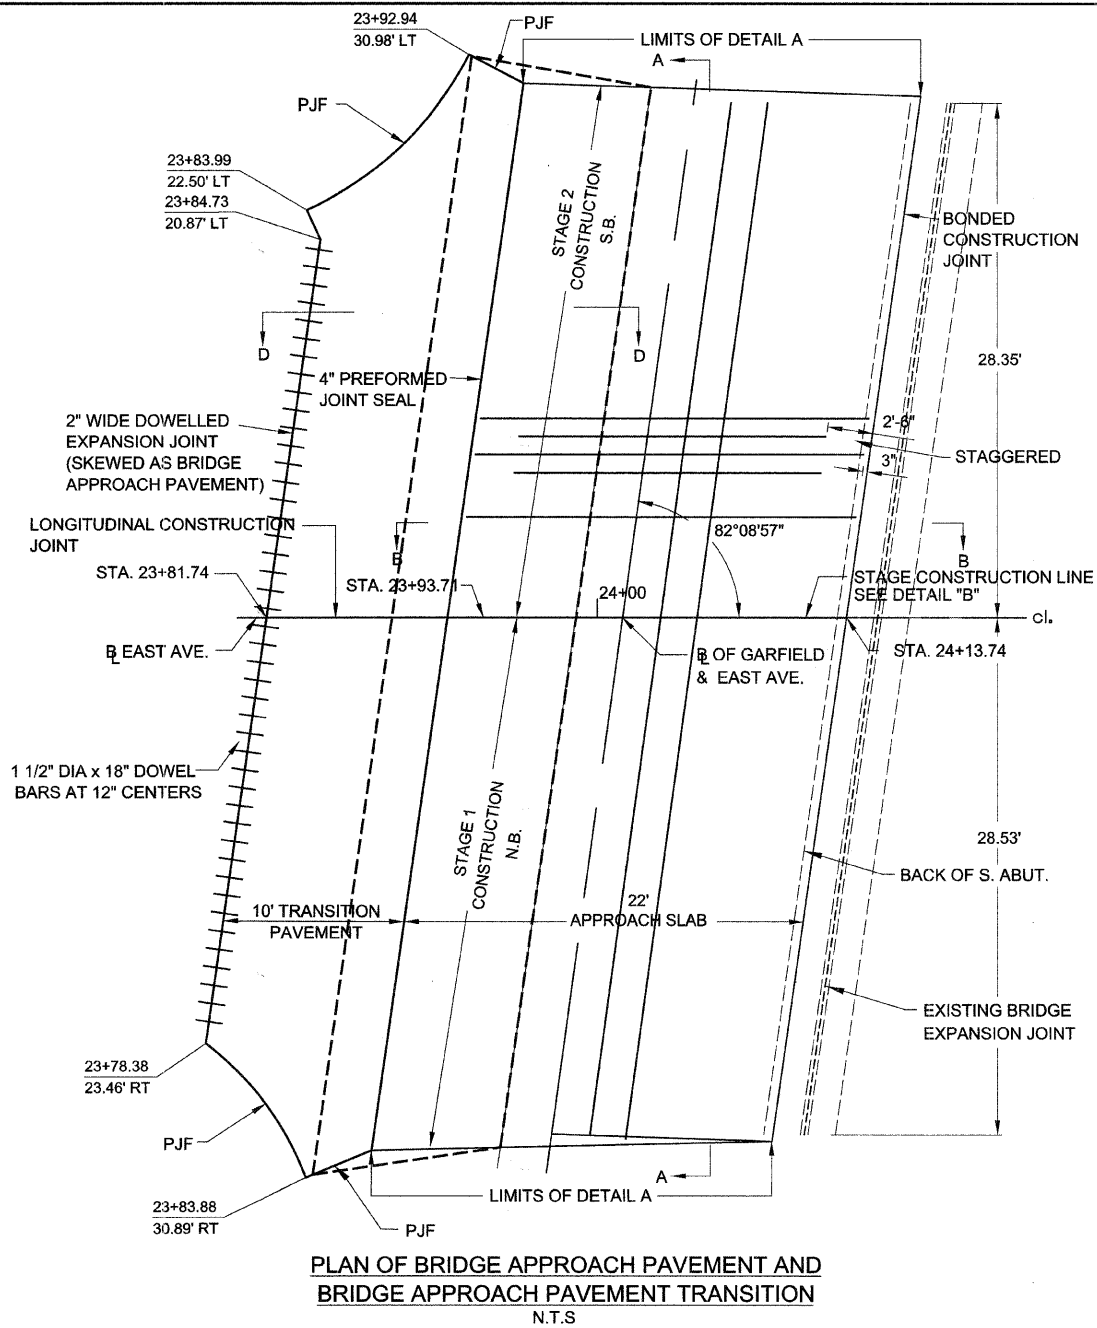 23+92.94
30.98' LT
PJF
LIMITS OF DETAIL A
A
PJF
23+83.99
22.50' LT
23+84.73
20.87' LT
STAGE 2
CONSTRUCTION
S.B.
BONDED
CONSTRUCTION
JOINT
D
D
28.35'
4" PREFORMED
JOINT SEAL
2" WIDE DOWELLED
EXPANSION JOINT
(SKEWED AS BRIDGE
APPROACH PAVEMENT)
2'-6"
STAGGERED
3"
LONGITUDINAL CONSTRUCTION
JOINT
82°08'57"
B
B
STA. 23+81.74
STA. 23+93.71
24+00
STAGE CONSTRUCTION LINE
SEE DETAIL "B"
cl.
BL EAST AVE.
BL OF GARFIELD
& EAST AVE.
STA. 24+13.74
1 1/2" DIA x 18" DOWEL
BARS AT 12" CENTERS
STAGE 1
CONSTRUCTION
N.B.
28.53'
BACK OF S. ABUT.
10' TRANSITION
PAVEMENT
22'
APPROACH SLAB
EXISTING BRIDGE
EXPANSION JOINT
23+78.38
23.46' RT
PJF
A
LIMITS OF DETAIL A
23+83.88
30.89' RT
PJF
PLAN OF BRIDGE APPROACH PAVEMENT AND
BRIDGE APPROACH PAVEMENT TRANSITION
N.T.S